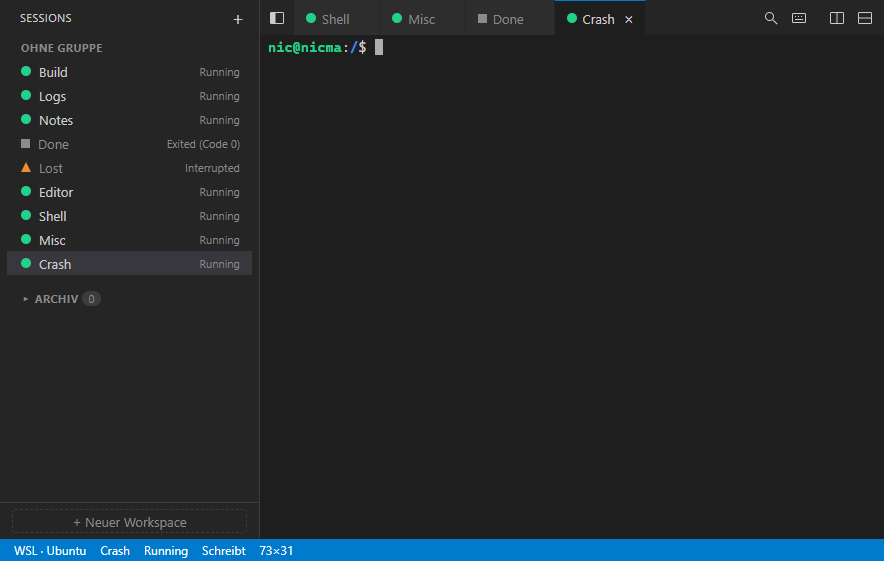 SESSIONS +
OHNE GRUPPE
Build Running
Logs Running
Notes Running
Done Exited (Code 0)
Lost Interrupted
Editor Running
Shell Running
Misc Running
Crash Running
ARCHIV 0
+ Neuer Workspace
Shell Misc Done Crash ×
nic@nicma:/$
WSL · Ubuntu Crash Running Schreibt 73×31